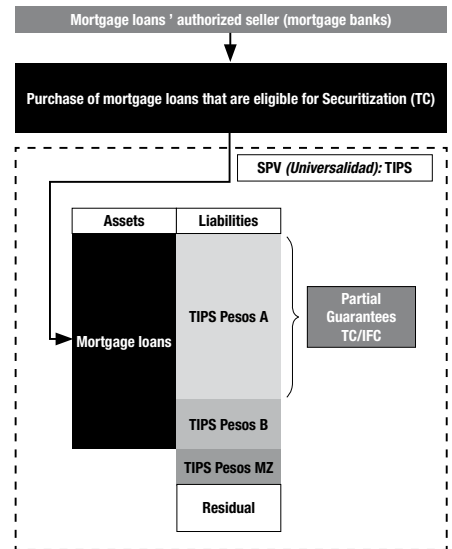 Mortgage loans ’ authorized seller (mortgage banks)
Purchase of mortgage loans that are eligible for Securitization (TC)
SPV (Universalidad): TIPS
Assets
Liabilities
Mortgage loans
TIPS Pesos A
Partial
Guarantees
TC/IFC
TIPS Pesos B
TIPS Pesos MZ
Residual